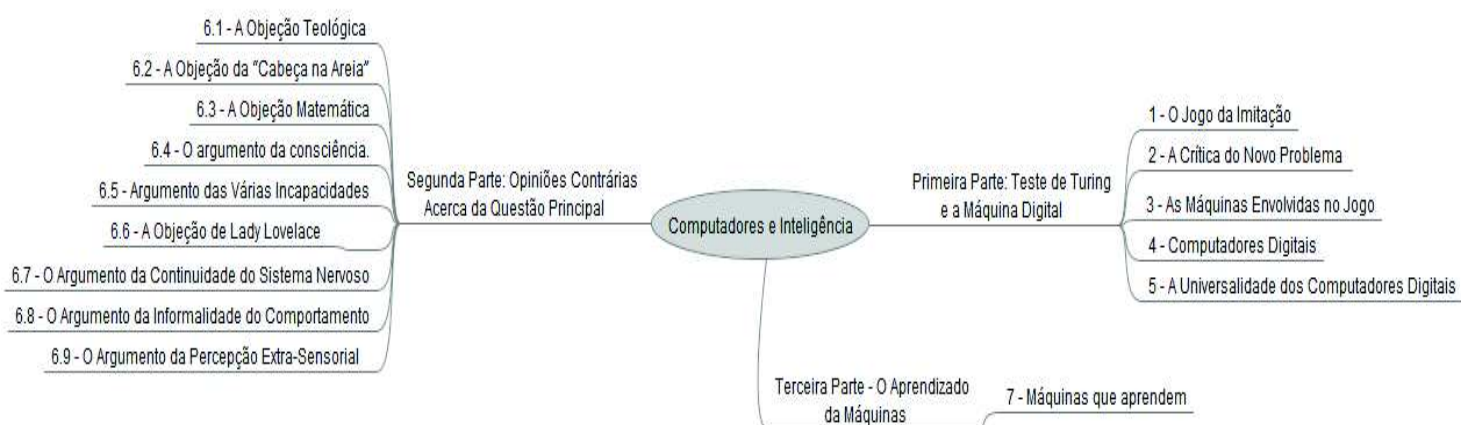 Computadores e Inteligência
Primeira Parte: Teste de Turing
e a Máquina Digital
1 - O Jogo da Imitação
2 - A Crítica do Novo Problema
3 - As Máquinas Envolvidas no Jogo
4 - Computadores Digitais
5 - A Universalidade dos Computadores Digitais
Segunda Parte: Opiniões Contrárias
Acerca da Questão Principal
6.1 - A Objeção Teológica
6.2 - A Objeção da “Cabeça na Areia”
6.3 - A Objeção Matemática
6.4 - O argumento da consciência.
6.5 - Argumento das Várias Incapacidades
6.6 - A Objeção de Lady Lovelace
6.7 - O Argumento da Continuidade do Sistema Nervoso
6.8 - O Argumento da Informalidade do Comportamento
6.9 - O Argumento da Percepção Extra-Sensorial
Terceira Parte - O Aprendizado
da Máquinas
7 - Máquinas que aprendem